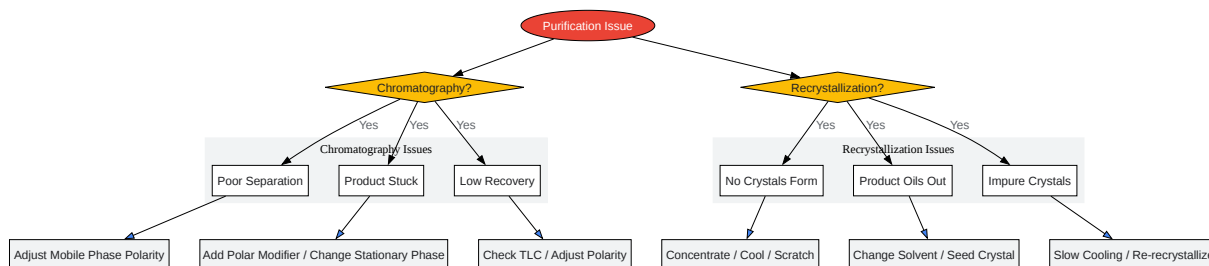 Purification Issue
Chromatography?
Recrystallization?
Yes
Yes
Yes
Yes
Yes
Yes
Chromatography Issues
Recrystallization Issues
Poor Separation
Product Stuck
Low Recovery
No Crystals Form
Product Oils Out
Impure Crystals
Adjust Mobile Phase Polarity
Add Polar Modifier / Change Stationary Phase
Check TLC / Adjust Polarity
Concentrate / Cool / Scratch
Change Solvent / Seed Crystal
Slow Cooling / Re-recrystallize